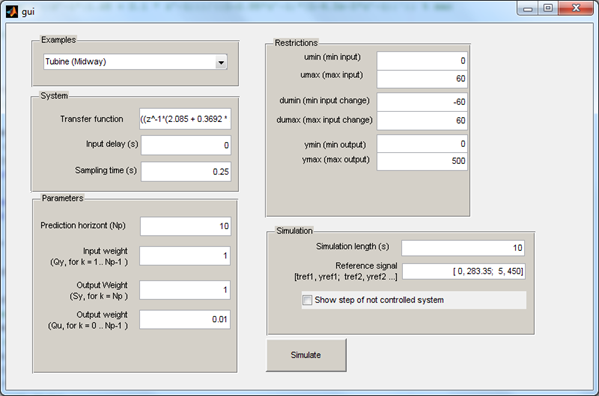 gui
Examples
Tubine (Midway)
System
Transfer function ((z^-1*(2.085 + 0.3692 *
Input delay (s) 0
Sampling time (s) 0.25
Parameters
Prediction horizont (Np) 10
Input weight
(Qy, for k = 1.. Np-1 ) 1
Output Weight
(Sy, for k = Np ) 1
Output weight
(Qu, for k = 0 .. Np-1 ) 0.01
Restrictions
umin (min input) 0
umax (max input) 60
dumin (min input change) -60
dumax (max input change) 60
ymin (min output) 0
ymax (max output) 500
Simulation
Simulation length (s) 10
Reference signal
[tref1, yref1; tref2, yref2 ...] [ 0, 283.35; 5, 450]
Show step of not controlled system
Simulate